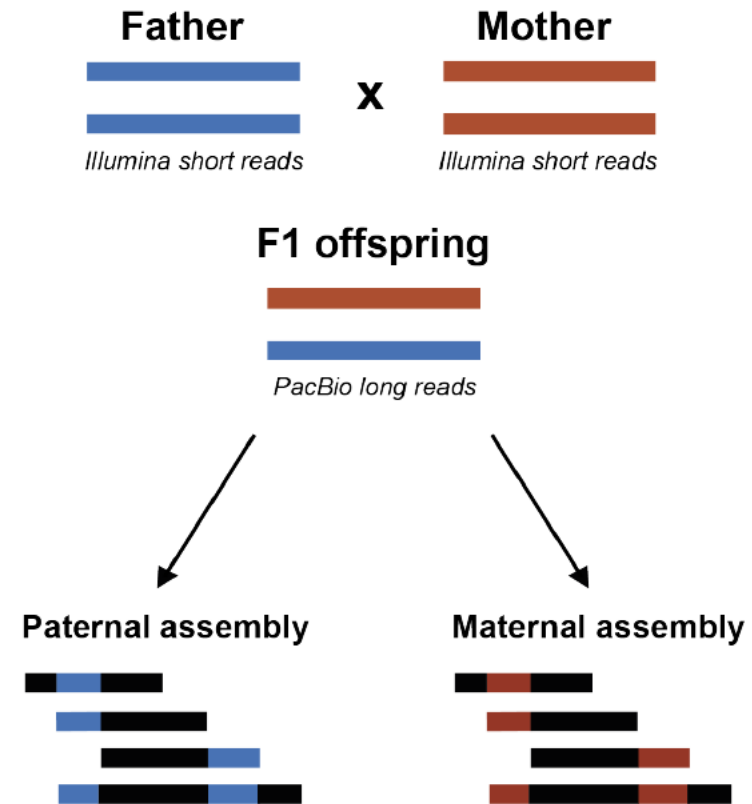 Father
Mother
x
Illumina short reads
Illumina short reads
F1 offspring
PacBio long reads
Paternal assembly
Maternal assembly